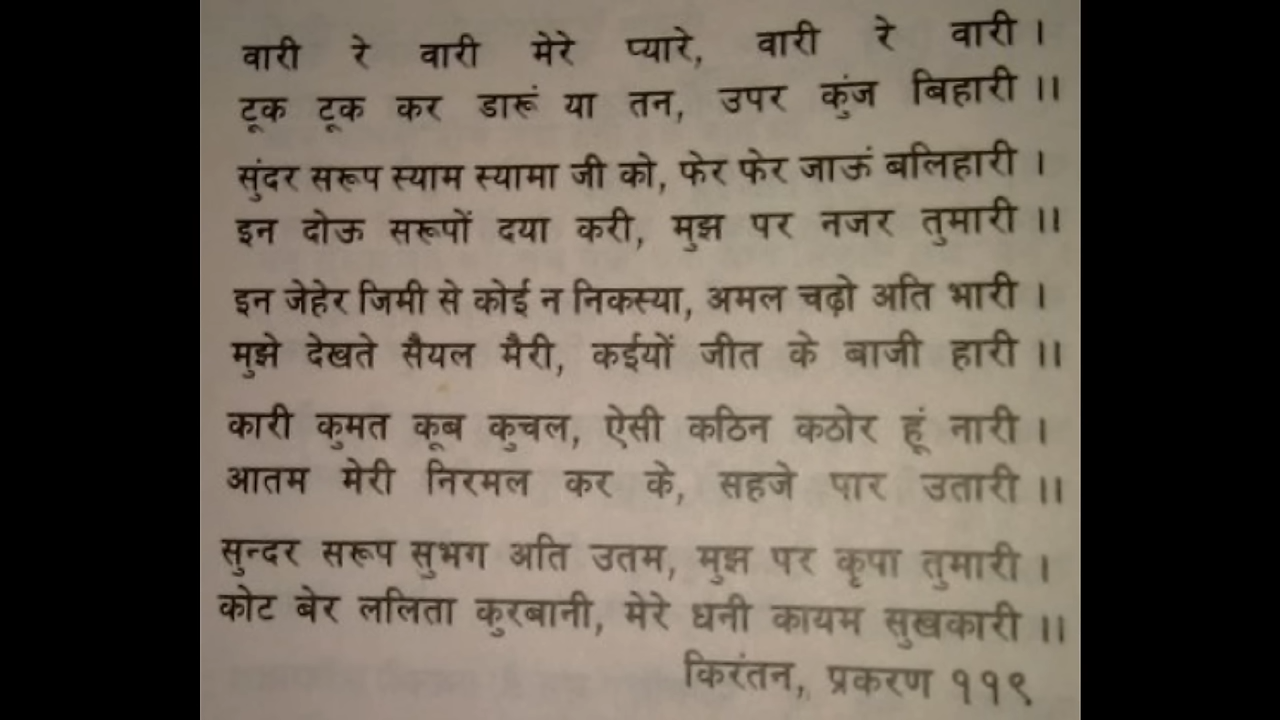 वारी रे वारी मेरे प्यारे, वारी रे वारी ।
टूक टूक कर डारूं या तन, उपर कुंज बिहारी ।।
सुंदर सरूप स्याम स्यामा जी को, फेर फेर जाऊं बलिहारी ।
इन दोऊ सरूपों दया करी, मुझ पर नजर तुमारी ।।
इन जेहेर जिमी से कोई न निकस्या, अमल चढ़ो अति भारी ।
मुझे देखते सैयल मैरी, कईयों जीत के बाजी हारी ।।
कारी कुमत कूब कुचल, ऐसी कठिन कठोर हूं नारी ।
आतम मेरी निरमल कर के, सहजे पार उतारी ।।
सुन्दर सरूप सुभग अति उतम, मुझ पर कृपा तुमारी ।
कोट बेर ललिता कुरबानी, मेरे धनी कायम सुखकारी ।।
किरंतन, प्रकरण ११९